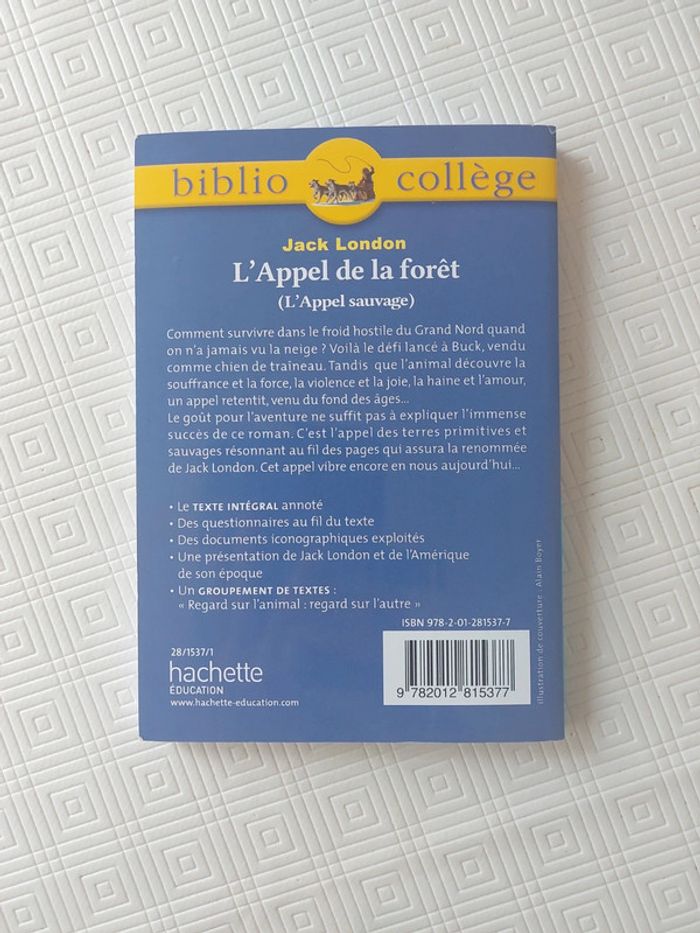 biblio collège
Jack London
L'Appel de la forêt
(L'Appel sauvage)
Comment survivre dans le froid hostile du Grand Nord quand
on n'a jamais vu la neige ? Voilà le défi lancé à Buck, vendu
comme chien de traîneau. Tandis que l'animal découvre la
souffrance et la force, la violence et la joie, la haine et l'amour,
un appel retentit, venu du fond des âges...
Le goût pour l'aventure ne suffit pas à expliquer l'immense
succès de ce roman. C'est l'appel des terres primitives et
sauvages résonnant au fil des pages qui assura la renommée
de Jack London. Cet appel vibre encore en nous aujourd'hui...
• Le TEXTE INTÉGRAL annoté
• Des questionnaires au fil du texte
• Des documents iconographiques exploités
• Une présentation de Jack London et de l'Amérique
de son époque
• Un GROUPEMENT DE TEXTES :
« Regard sur l'animal : regard sur l'autre »
ISBN 978-2-01-281537-7
9 782012 815377
28/1537/1
hachette
ÉDUCATION
www.hachette-education.com
illustration de couverture : Alain Boyer